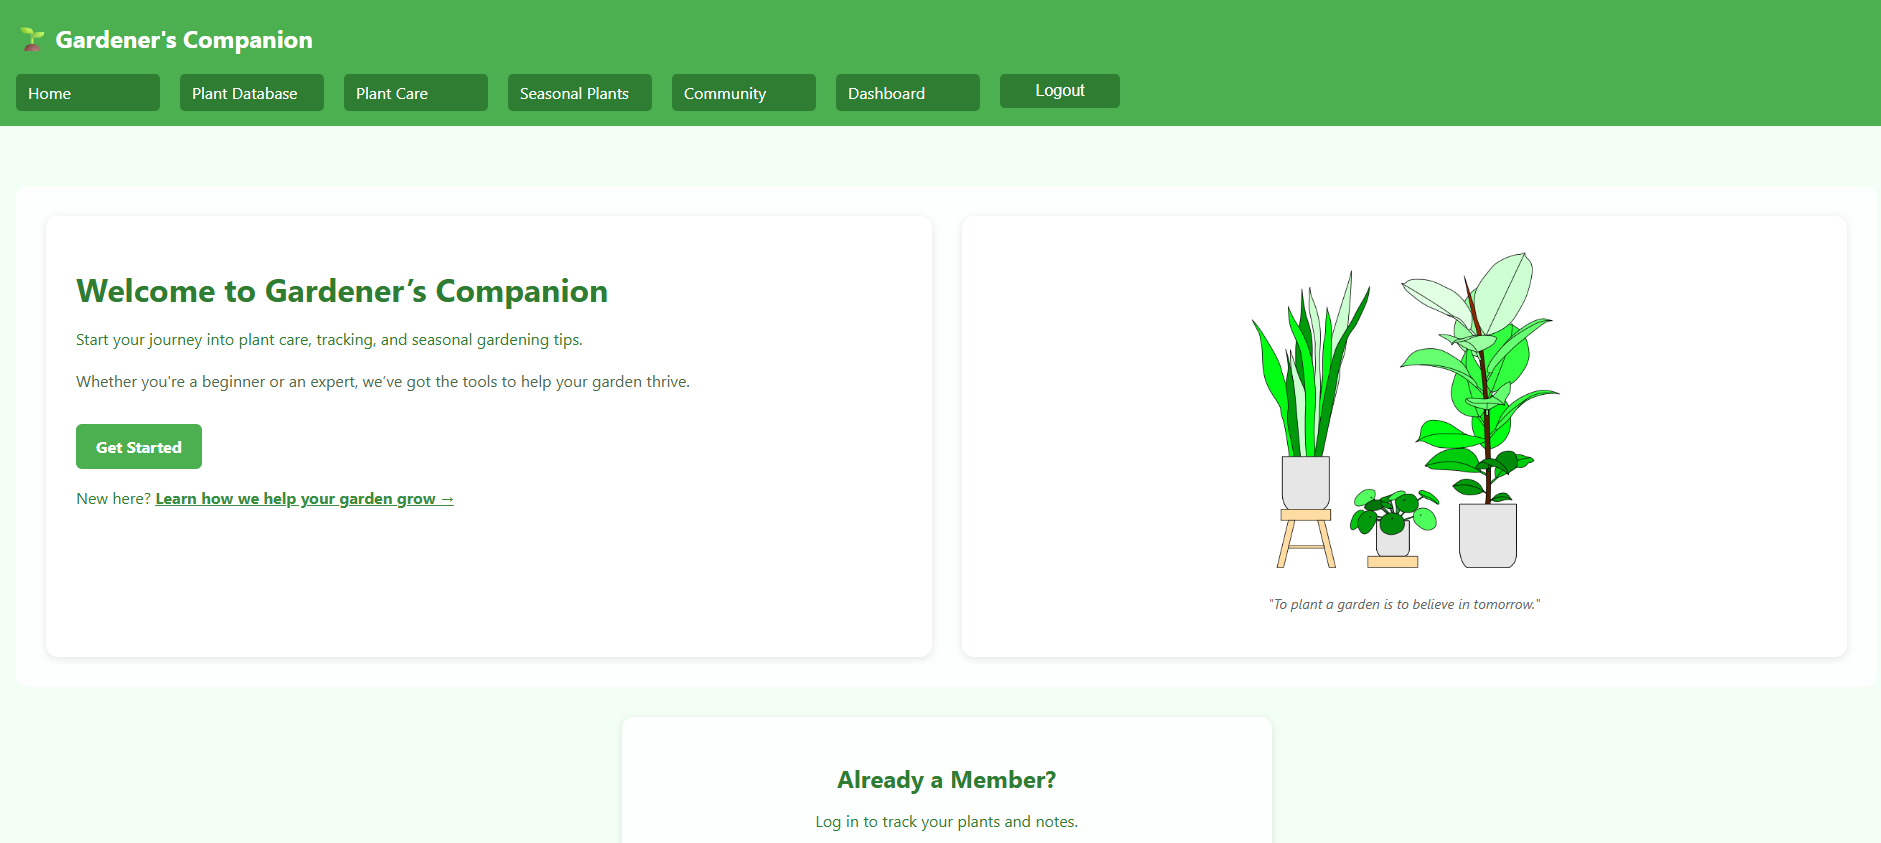 Gardener's Companion
Home
Plant Database
Plant Care
Seasonal Plants
Community
Dashboard
Logout
Welcome to Gardener’s Companion
Start your journey into plant care, tracking, and seasonal gardening tips.
Whether you're a beginner or an expert, we’ve got the tools to help your garden thrive.
Get Started
New here? Learn how we help your garden grow →
"To plant a garden is to believe in tomorrow."
Already a Member?
Log in to track your plants and notes.